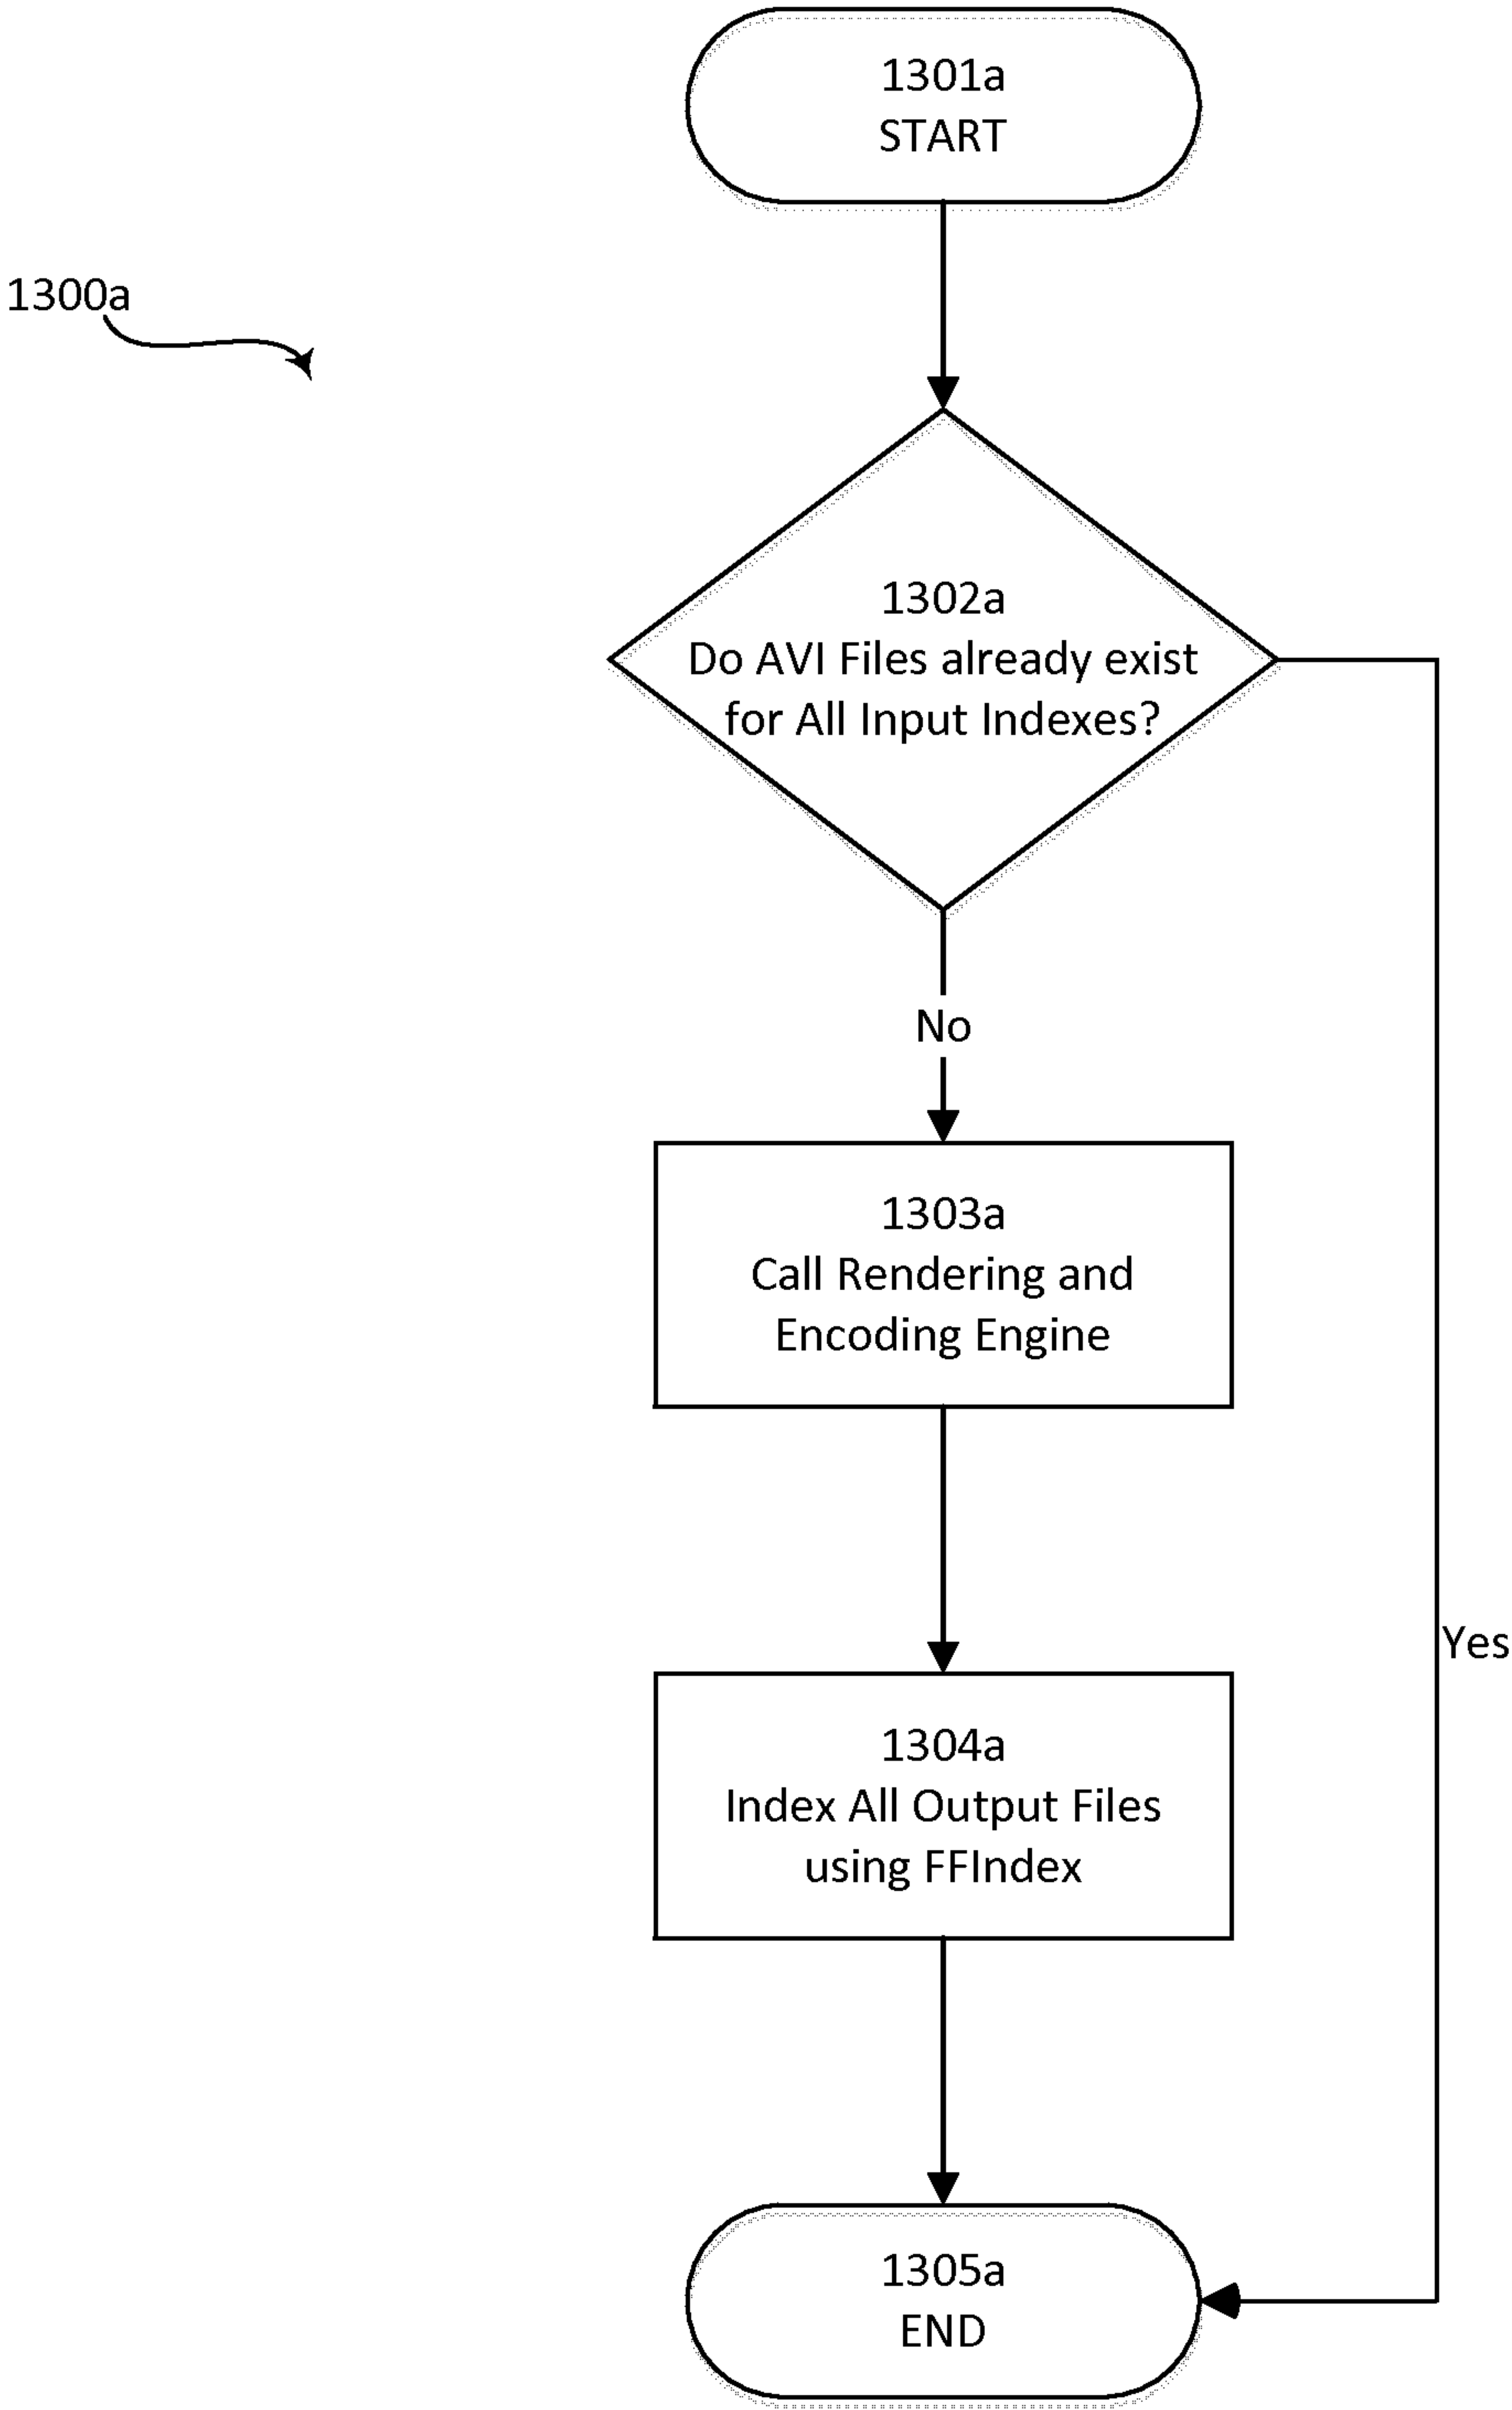 1301a
START
1300a
1302a
Do AVI Files already exist
for All Input Indexes?
No
1303a
Call Rendering and
Encoding Engine
Yes
1304a
Index All Output Files
using FFIndex
1305a
END